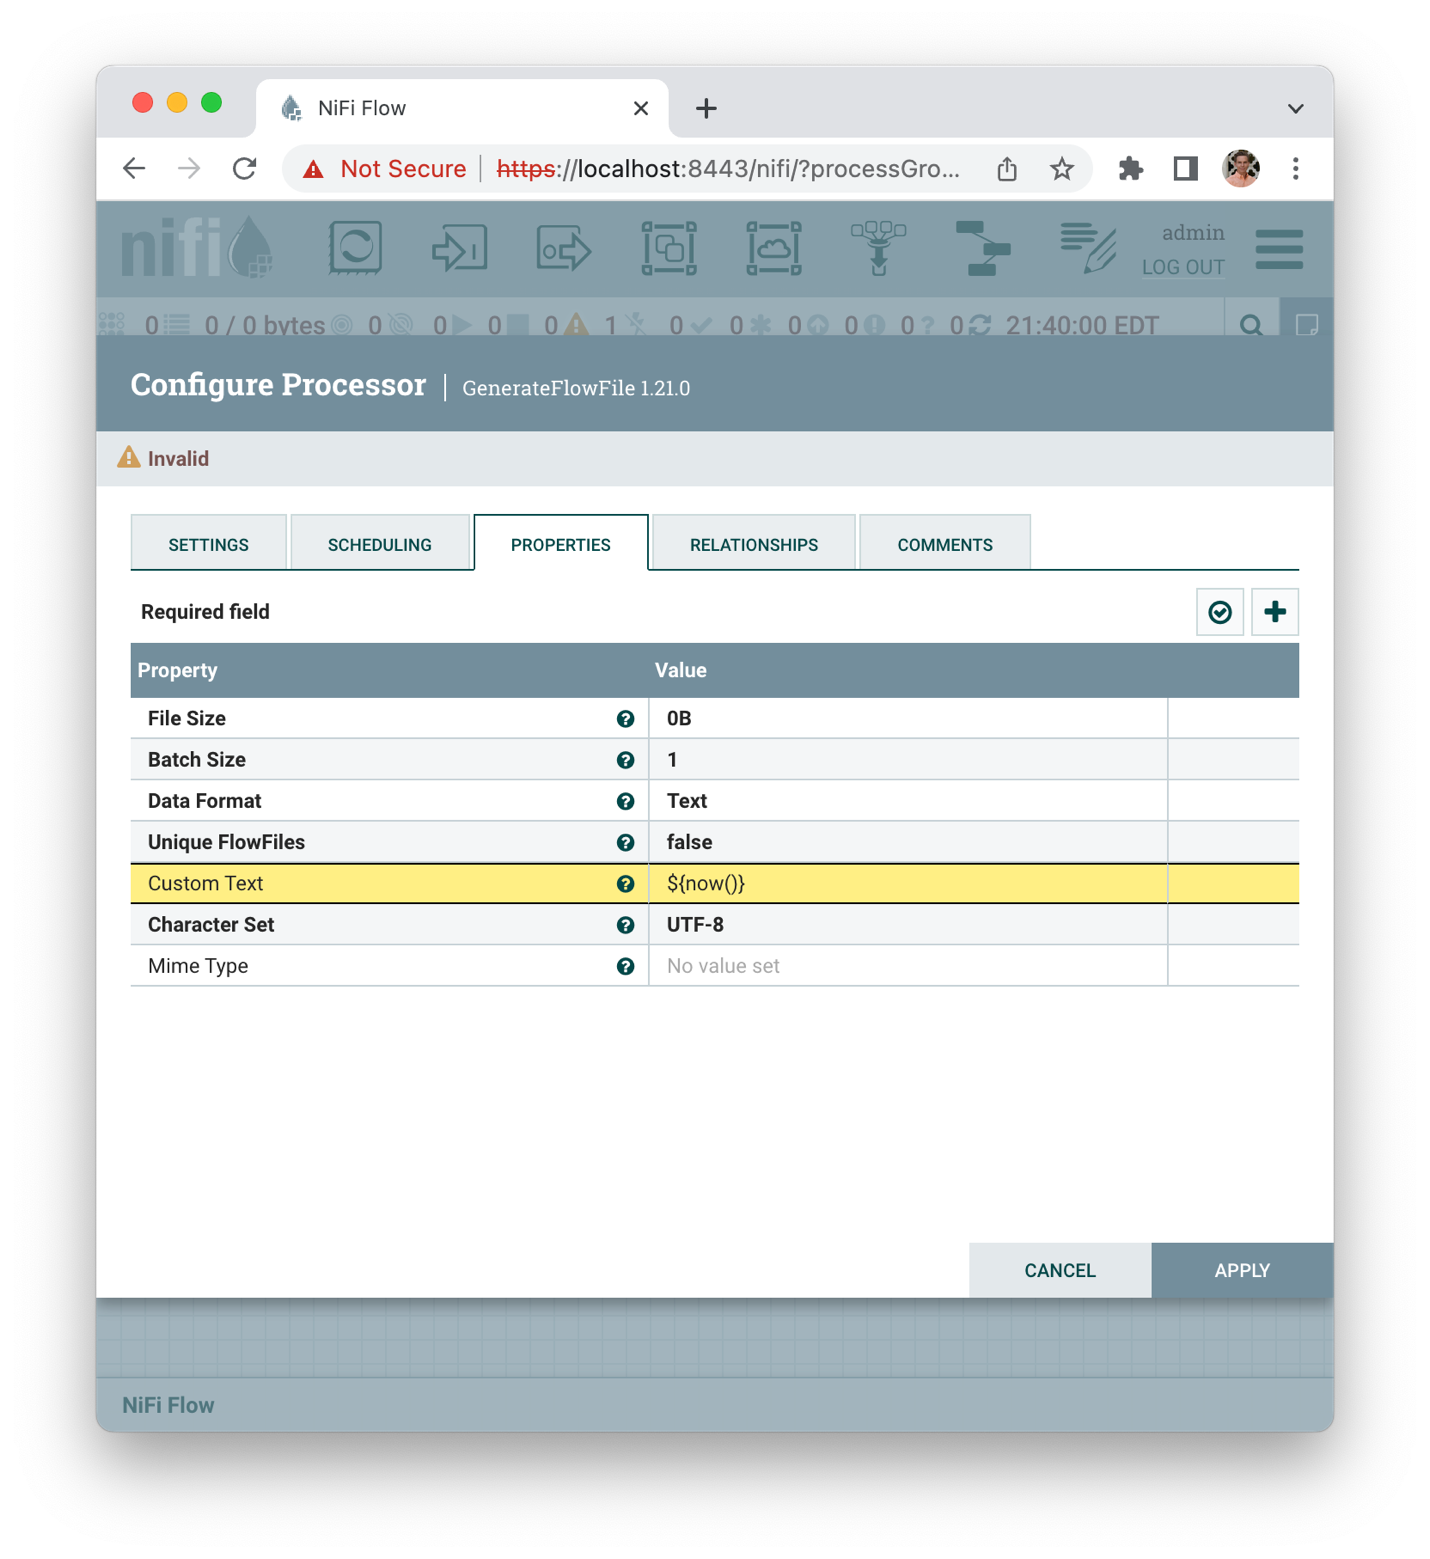 NiFi Flow
Not Secure https://localhost:8443/nifi/?processGro...
nifi
admin
LOG OUT
0 0 / 0 bytes 0 0 0 0 1 0 0 0 0 0 0 21:40:00 EDT
Configure Processor | GenerateFlowFile 1.21.0
Invalid
SETTINGS SCHEDULING PROPERTIES RELATIONSHIPS COMMENTS
Required field
Property Value
File Size 0B
Batch Size 1
Data Format Text
Unique FlowFiles false
Custom Text ${now()}
Character Set UTF-8
Mime Type No value set
CANCEL APPLY
NiFi Flow